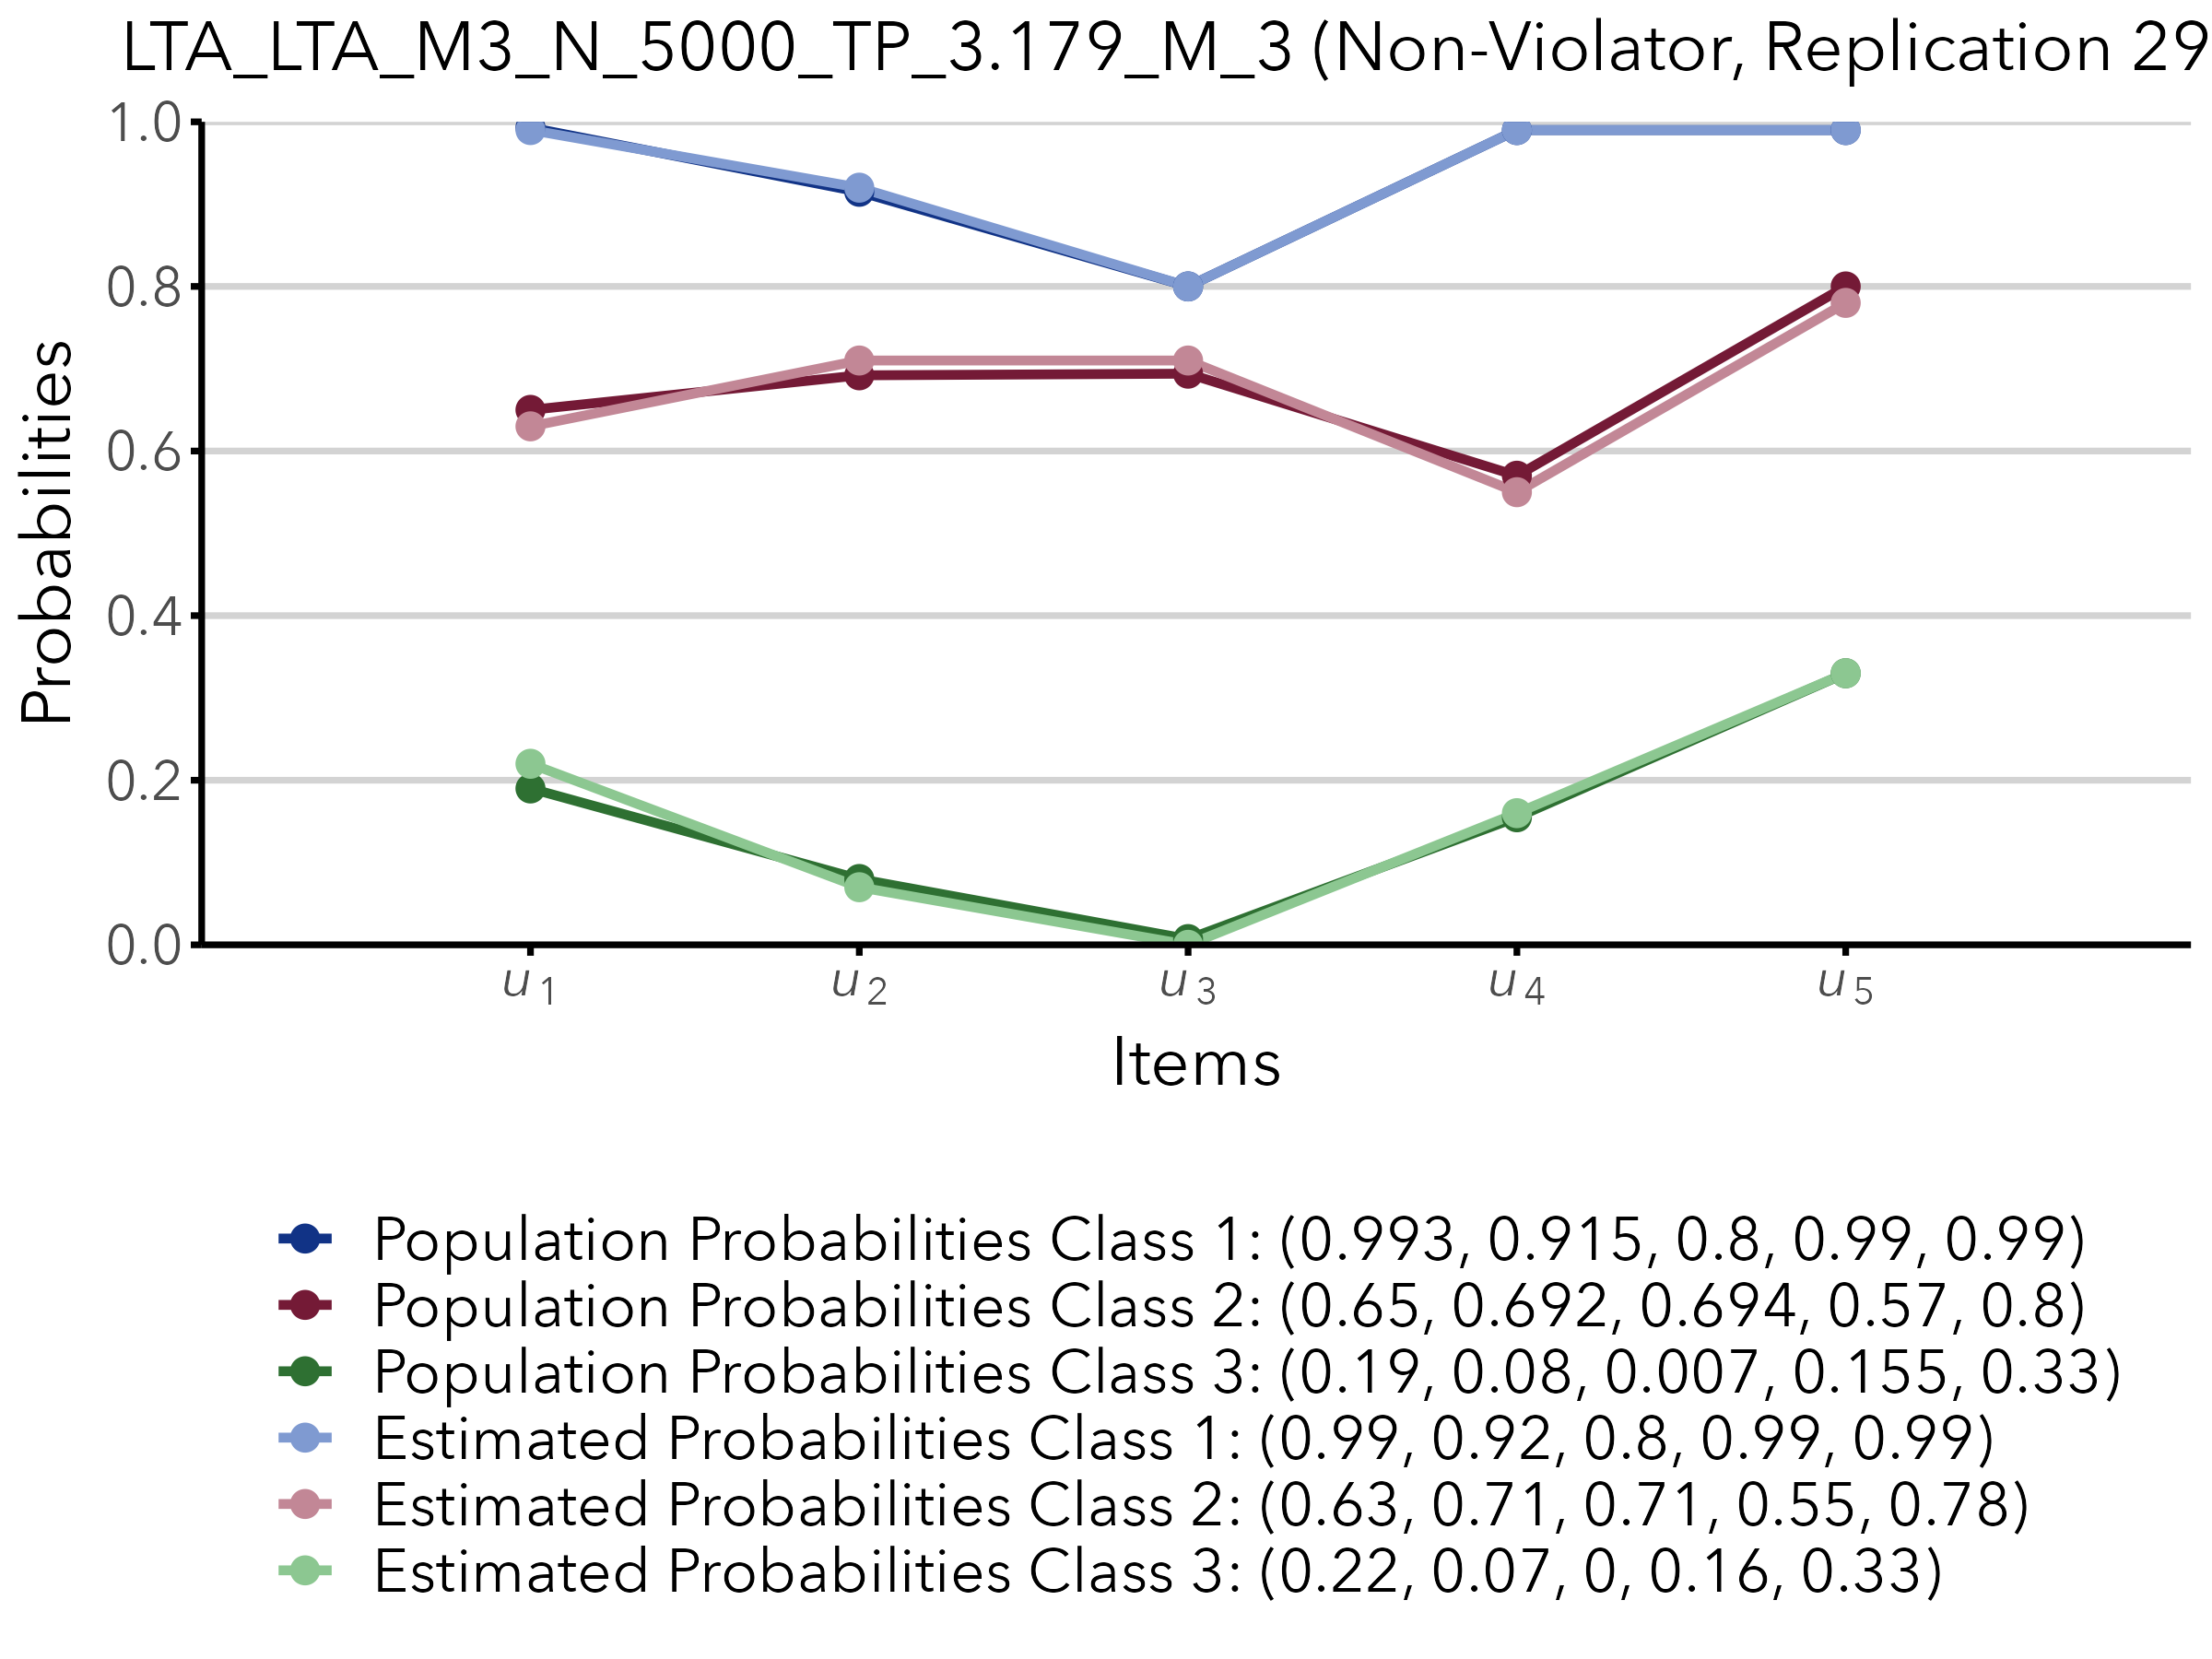 LTA_LTA_M3_N_5000_TP_3.179_M_3 (Non-Violator, Replication 29
1.0
0.8
0.6
0.4
0.2
0.0
Probabilities
u1
u2
u3
u4
u5
Items
Population Probabilities Class 1: (0.993, 0.915, 0.8, 0.99, 0.99)
Population Probabilities Class 2: (0.65, 0.692, 0.694, 0.57, 0.8)
Population Probabilities Class 3: (0.19, 0.08, 0.007, 0.155, 0.33)
Estimated Probabilities Class 1: (0.99, 0.92, 0.8, 0.99, 0.99)
Estimated Probabilities Class 2: (0.63, 0.71, 0.71, 0.55, 0.78)
Estimated Probabilities Class 3: (0.22, 0.07, 0, 0.16, 0.33)